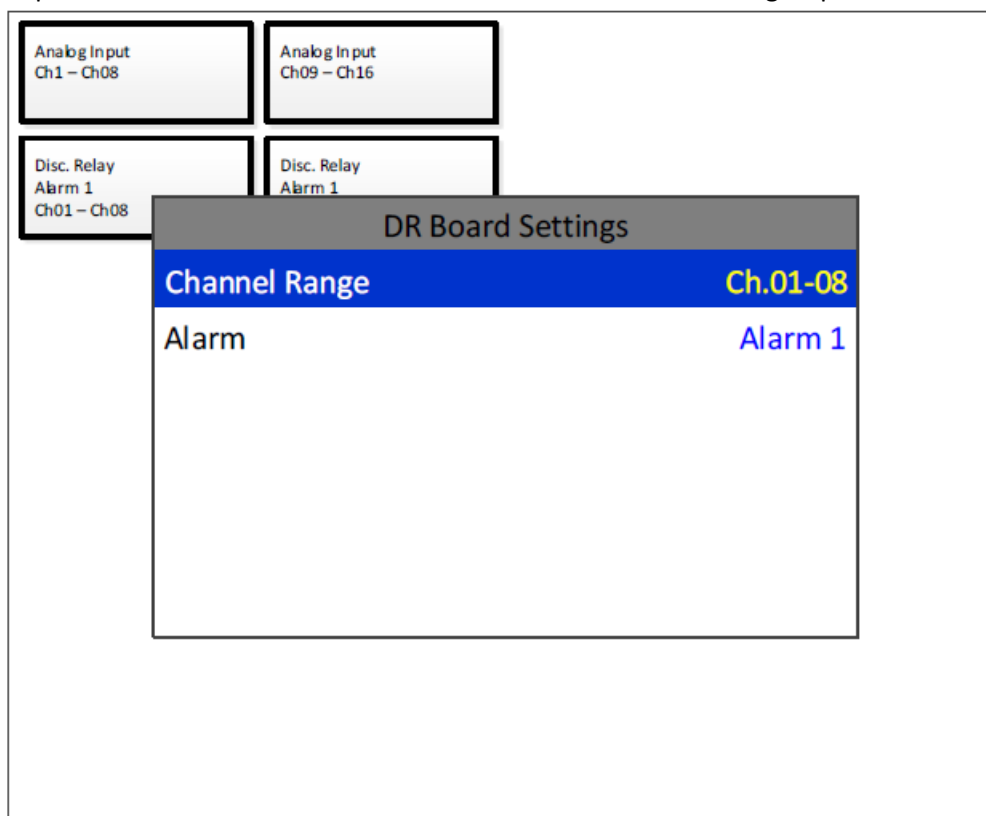 Analog Input
Ch1 – Ch08
Analog Input
Ch09 – Ch16
Disc. Relay
Alarm 1
Ch01 – Ch08
Disc. Relay
Alarm 1
DR Board Settings
Channel Range Ch.01-08
Alarm Alarm 1